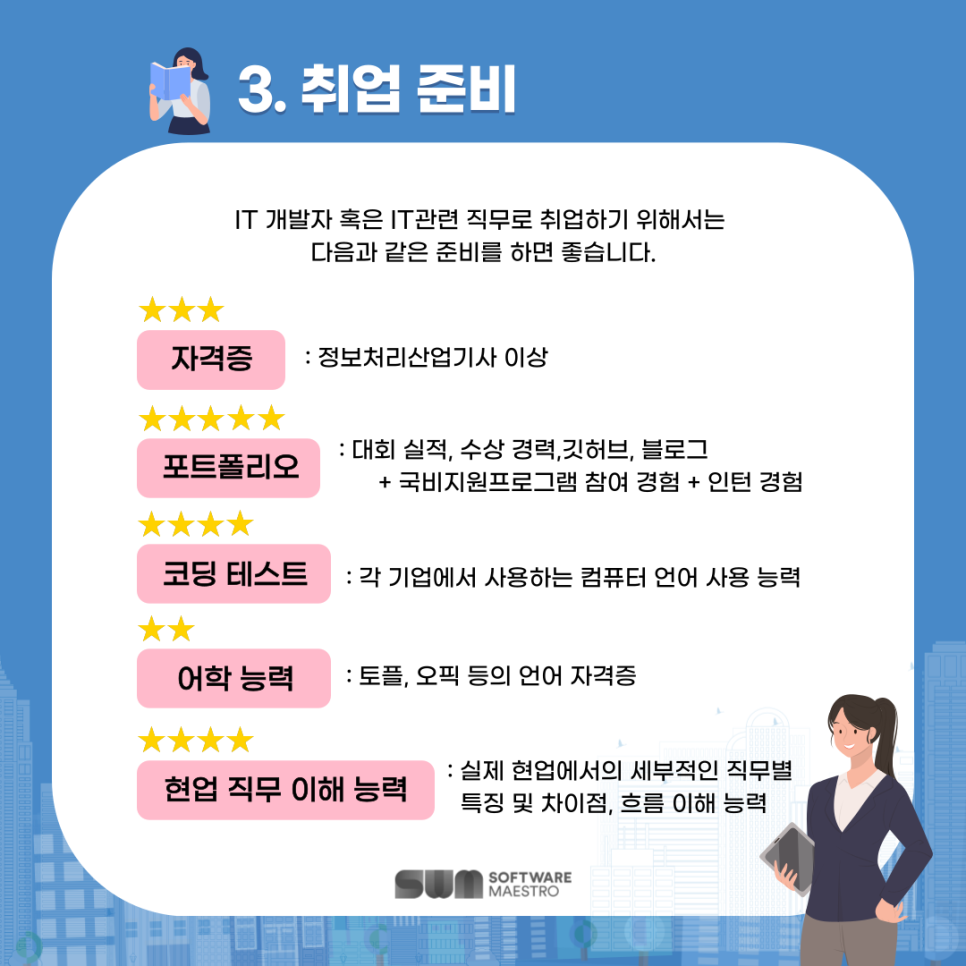 3. 취업 준비
IT 개발자 혹은 IT관련 직무로 취업하기 위해서는
다음과 같은 준비를 하면 좋습니다.
★★★
자격증 : 정보처리산업기사 이상
★★★★★
포트폴리오 : 대회 실적, 수상 경력,깃허브, 블로그
+ 국비지원프로그램 참여 경험 + 인턴 경험
★★★★
코딩 테스트 : 각 기업에서 사용하는 컴퓨터 언어 사용 능력
★★
어학 능력 : 토플, 오픽 등의 언어 자격증
★★★★
현업 직무 이해 능력 : 실제 현업에서의 세부적인 직무별
특징 및 차이점, 흐름 이해 능력
SWM SOFTWARE
MAESTRO